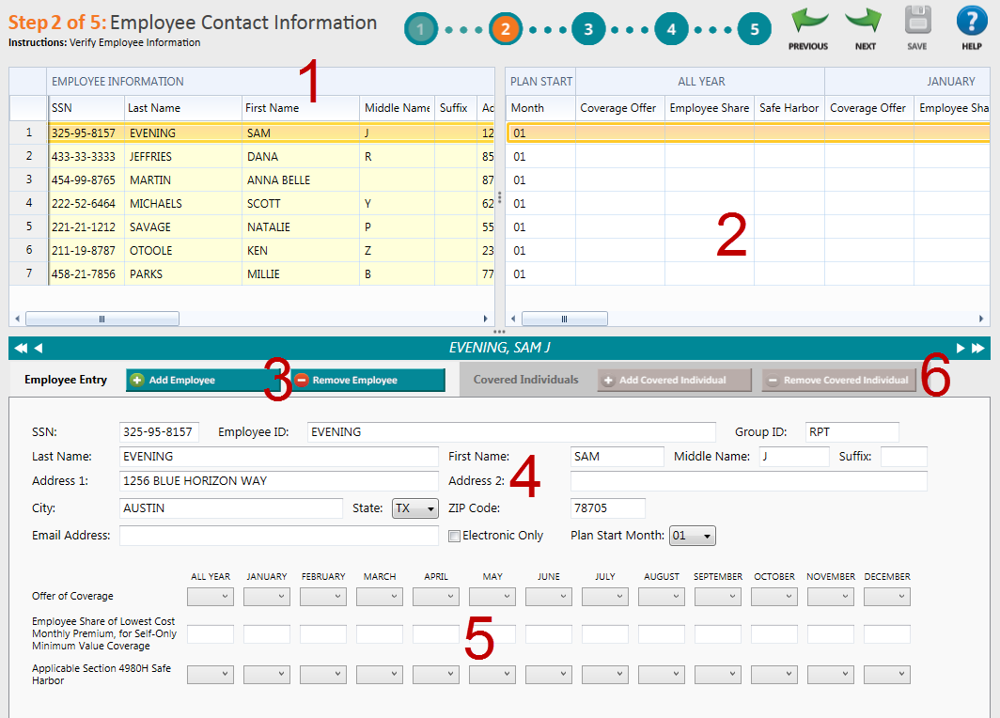 Step 2 of 5: Employee Contact Information
Instructions: Verify Employee Information
1 2 3 4 5
PREVIOUS NEXT SAVE HELP
EMPLOYEE INFORMATION
1
SSN Last Name First Name Middle Name Suffix Ad
1 325-95-8157 EVENING SAM J 12
2 433-33-3333 JEFFRIES DANA R 85
3 454-99-8765 MARTIN ANNA BELLE 87
4 222-52-6464 MICHAELS SCOTT Y 62
5 221-21-1212 SAVAGE NATALIE P 55
6 211-19-8787 OTOOLE KEN Z 23
7 458-21-7856 PARKS MILLIE B 77
PLAN START ALL YEAR JANUARY
Month Coverage Offer Employee Share Safe Harbor Coverage Offer Employee Sha
01
01
01
01
01
01
01
2
EVENING, SAM J
Employee Entry Add Employee 3 Remove Employee Covered Individuals Add Covered Individual Remove Covered Individual 6
SSN: 325-95-8157 Employee ID: EVENING Group ID: RPT
Last Name: EVENING First Name: SAM Middle Name: J Suffix:
Address 1: 1256 BLUE HORIZON WAY Address 2: 4
City: AUSTIN State: TX ZIP Code: 78705
Email Address: Electronic Only Plan Start Month: 01
ALL YEAR JANUARY FEBRUARY MARCH APRIL MAY JUNE JULY AUGUST SEPTEMBER OCTOBER NOVEMBER DECEMBER
Offer of Coverage
Employee Share of Lowest Cost
Monthly Premium, for Self-Only
Minimum Value Coverage
5
Applicable Section 4980H Safe
Harbor